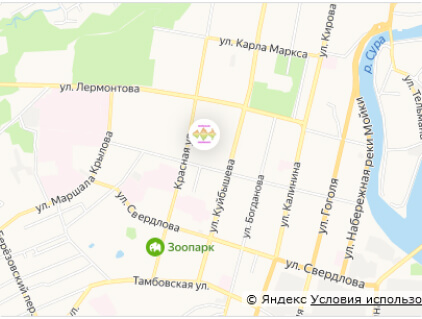 ул. Кирова
ул. Карла Маркса
р. Сура
ул. Лермонтова
ул. Тельмана
Красная ул.
ул. Маршала Крылова
ул. Свердлова
ул. Куйбышева
ул. Богданова
ул. Калинина
ул. Гоголя
ул. Набережная реки Мойки
Зоопарк
Берёзовский пер.
Тамбовская ул.
ул. Свердлова
© Яндекс Условия использо